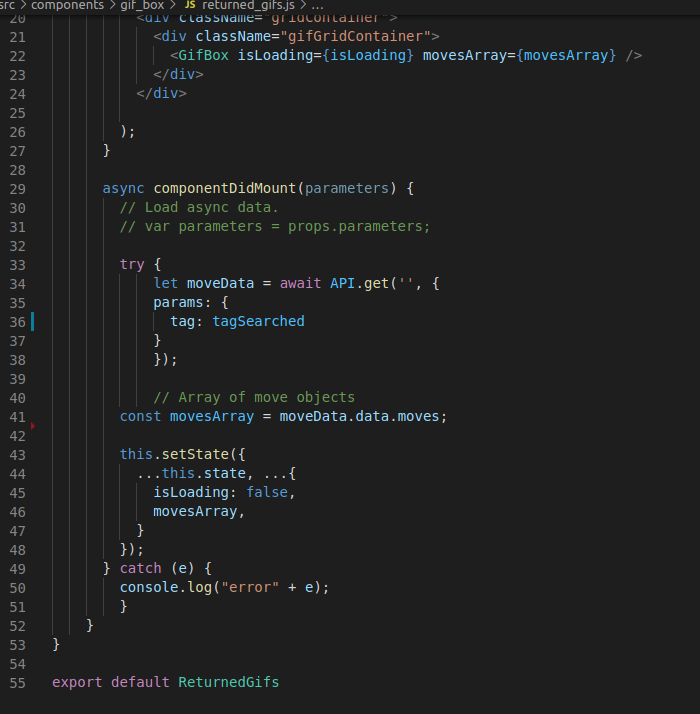 src > components > gif_box > JS returned_gifs.js > ...
20 <div className="gridContainer">
21 <div className="gifGridContainer">
22 <GifBox isLoading={isLoading} movesArray={movesArray} />
23 </div>
24 </div>
25
26 );
27 }
28
29 async componentDidMount(parameters) {
30 // Load async data.
31 // var parameters = props.parameters;
32
33 try {
34 let moveData = await API.get('', {
35 params: {
36 tag: tagSearched
37 }
38 });
39
40 // Array of move objects
41 const movesArray = moveData.data.moves;
42
43 this.setState({
44 ...this.state, ...{
45 isLoading: false,
46 movesArray,
47 }
48 });
49 } catch (e) {
50 console.log("error" + e);
51 }
52 }
53 }
54
55 export default ReturnedGifs